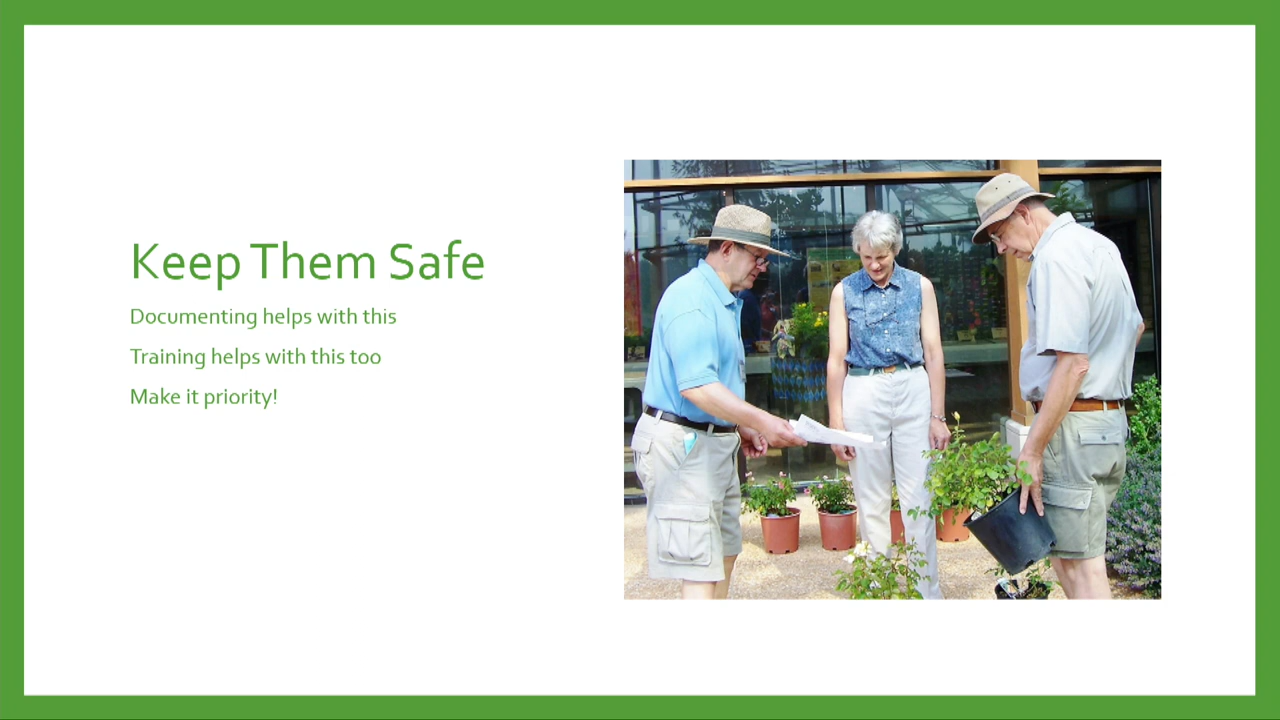 Keep Them Safe
Documenting helps with this
Training helps with this too
Make it priority!